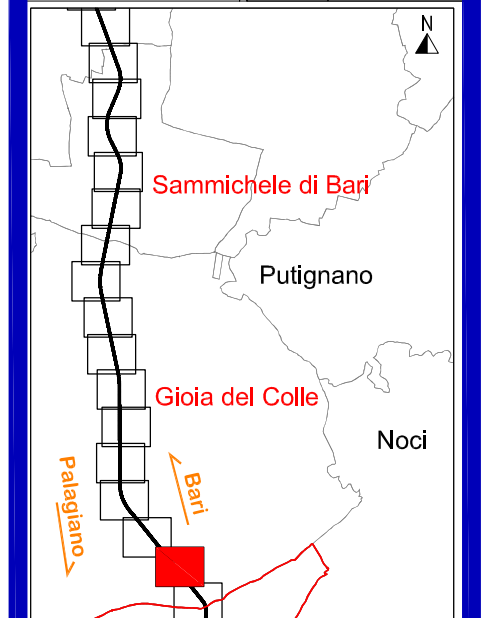 N
Sammichele di Bari
Putignano
Gioia del Colle
Noci
Palagiano
Bari